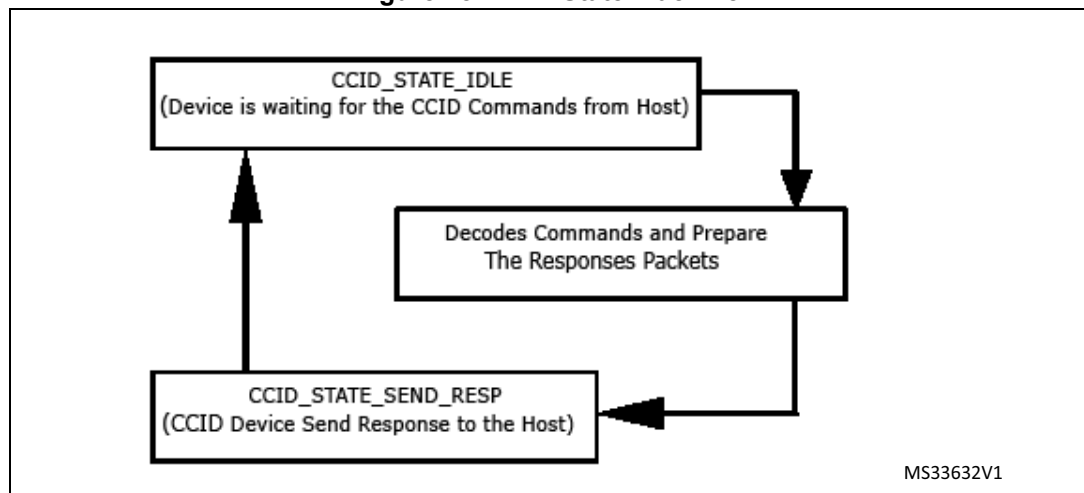 CCID_STATE_IDLE
(Device is waiting for the CCID Commands from Host)
Decodes Commands and Prepare
The Responses Packets
CCID_STATE_SEND_RESP
(CCID Device Send Response to the Host)
MS33632V1